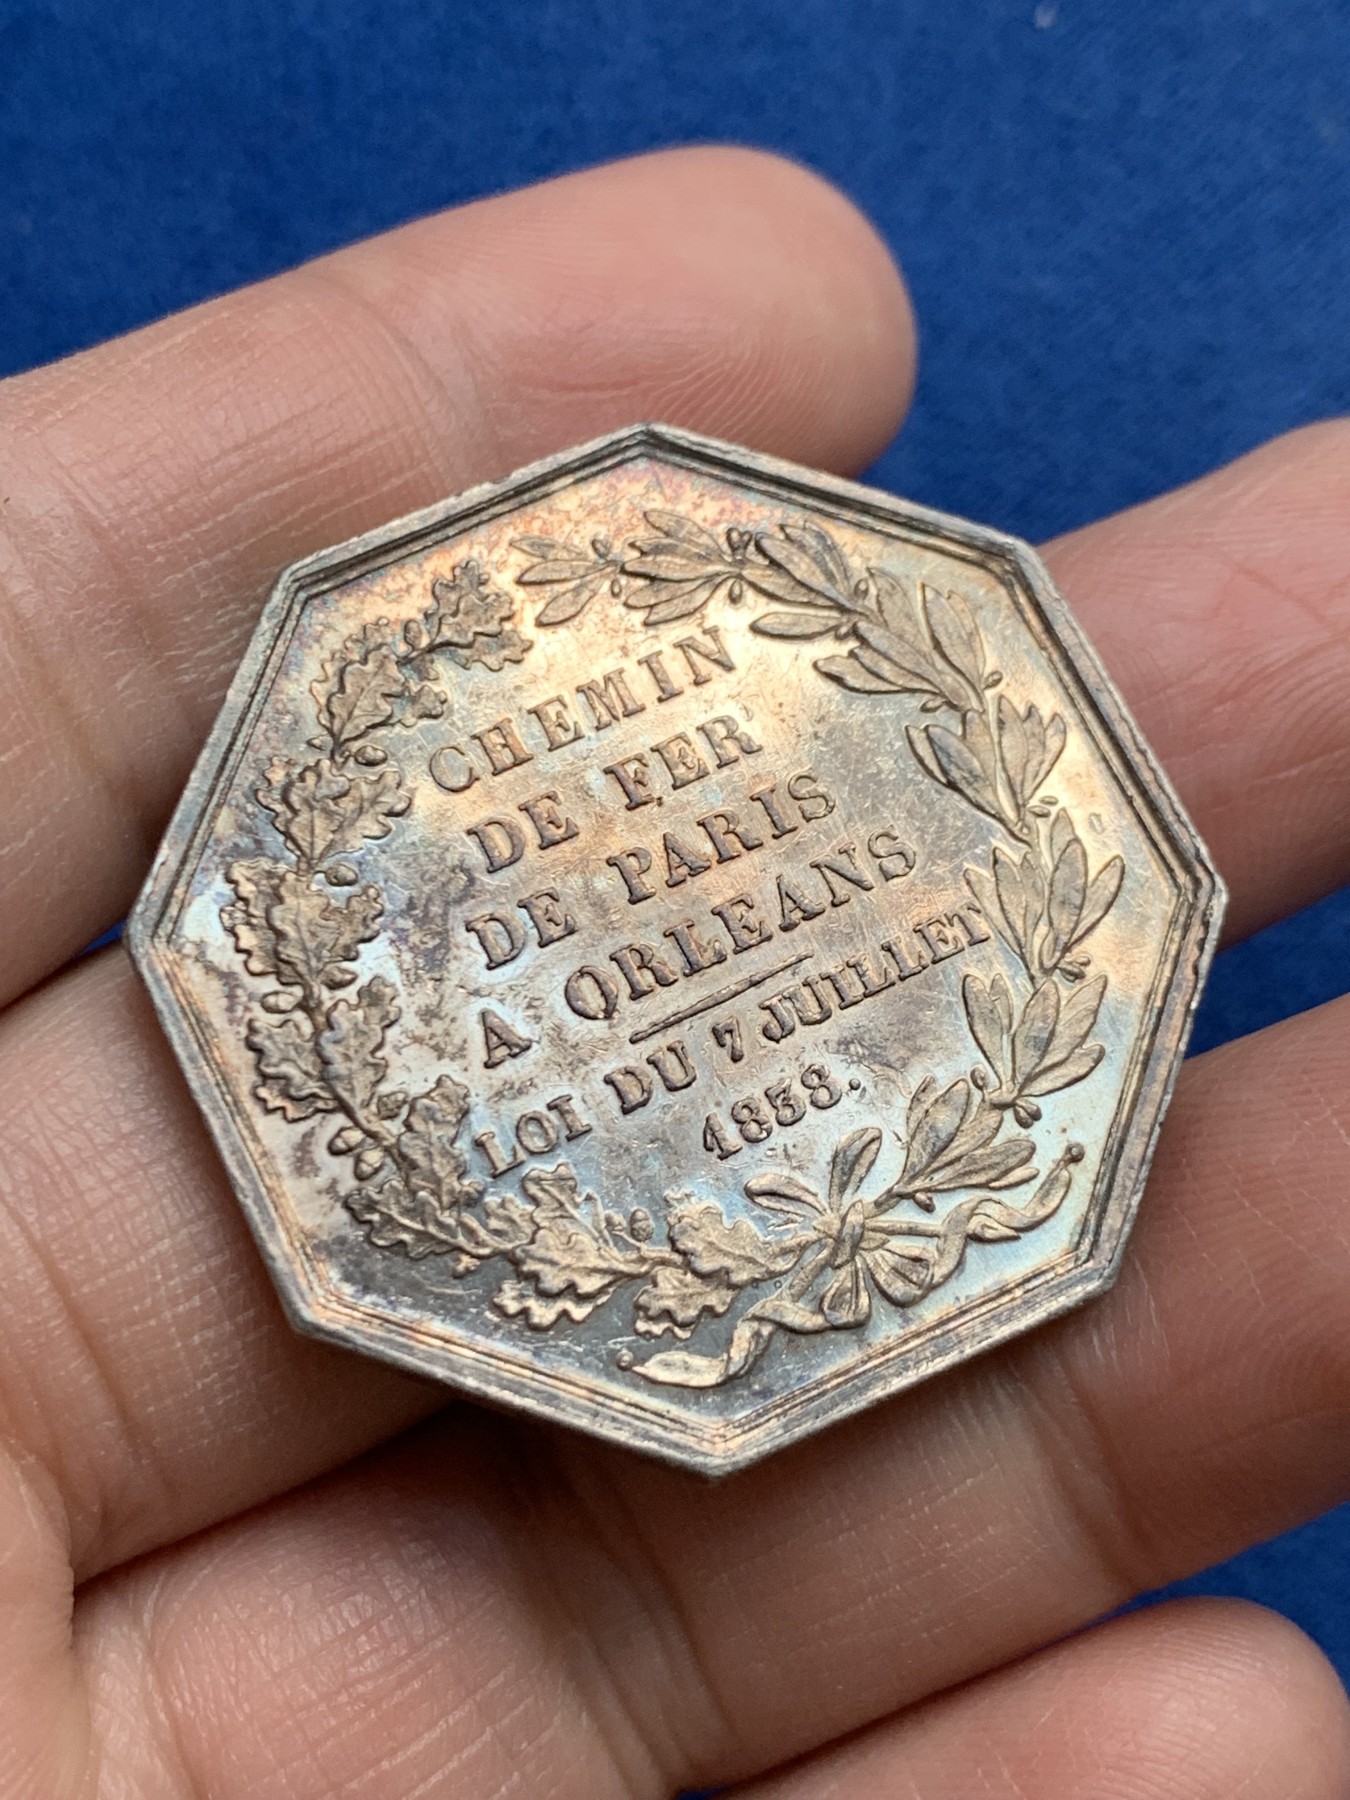 CHEMIN
DE FER
DE PARIS
A ORLEANS
LOI DU 7 JUILLET
1838.